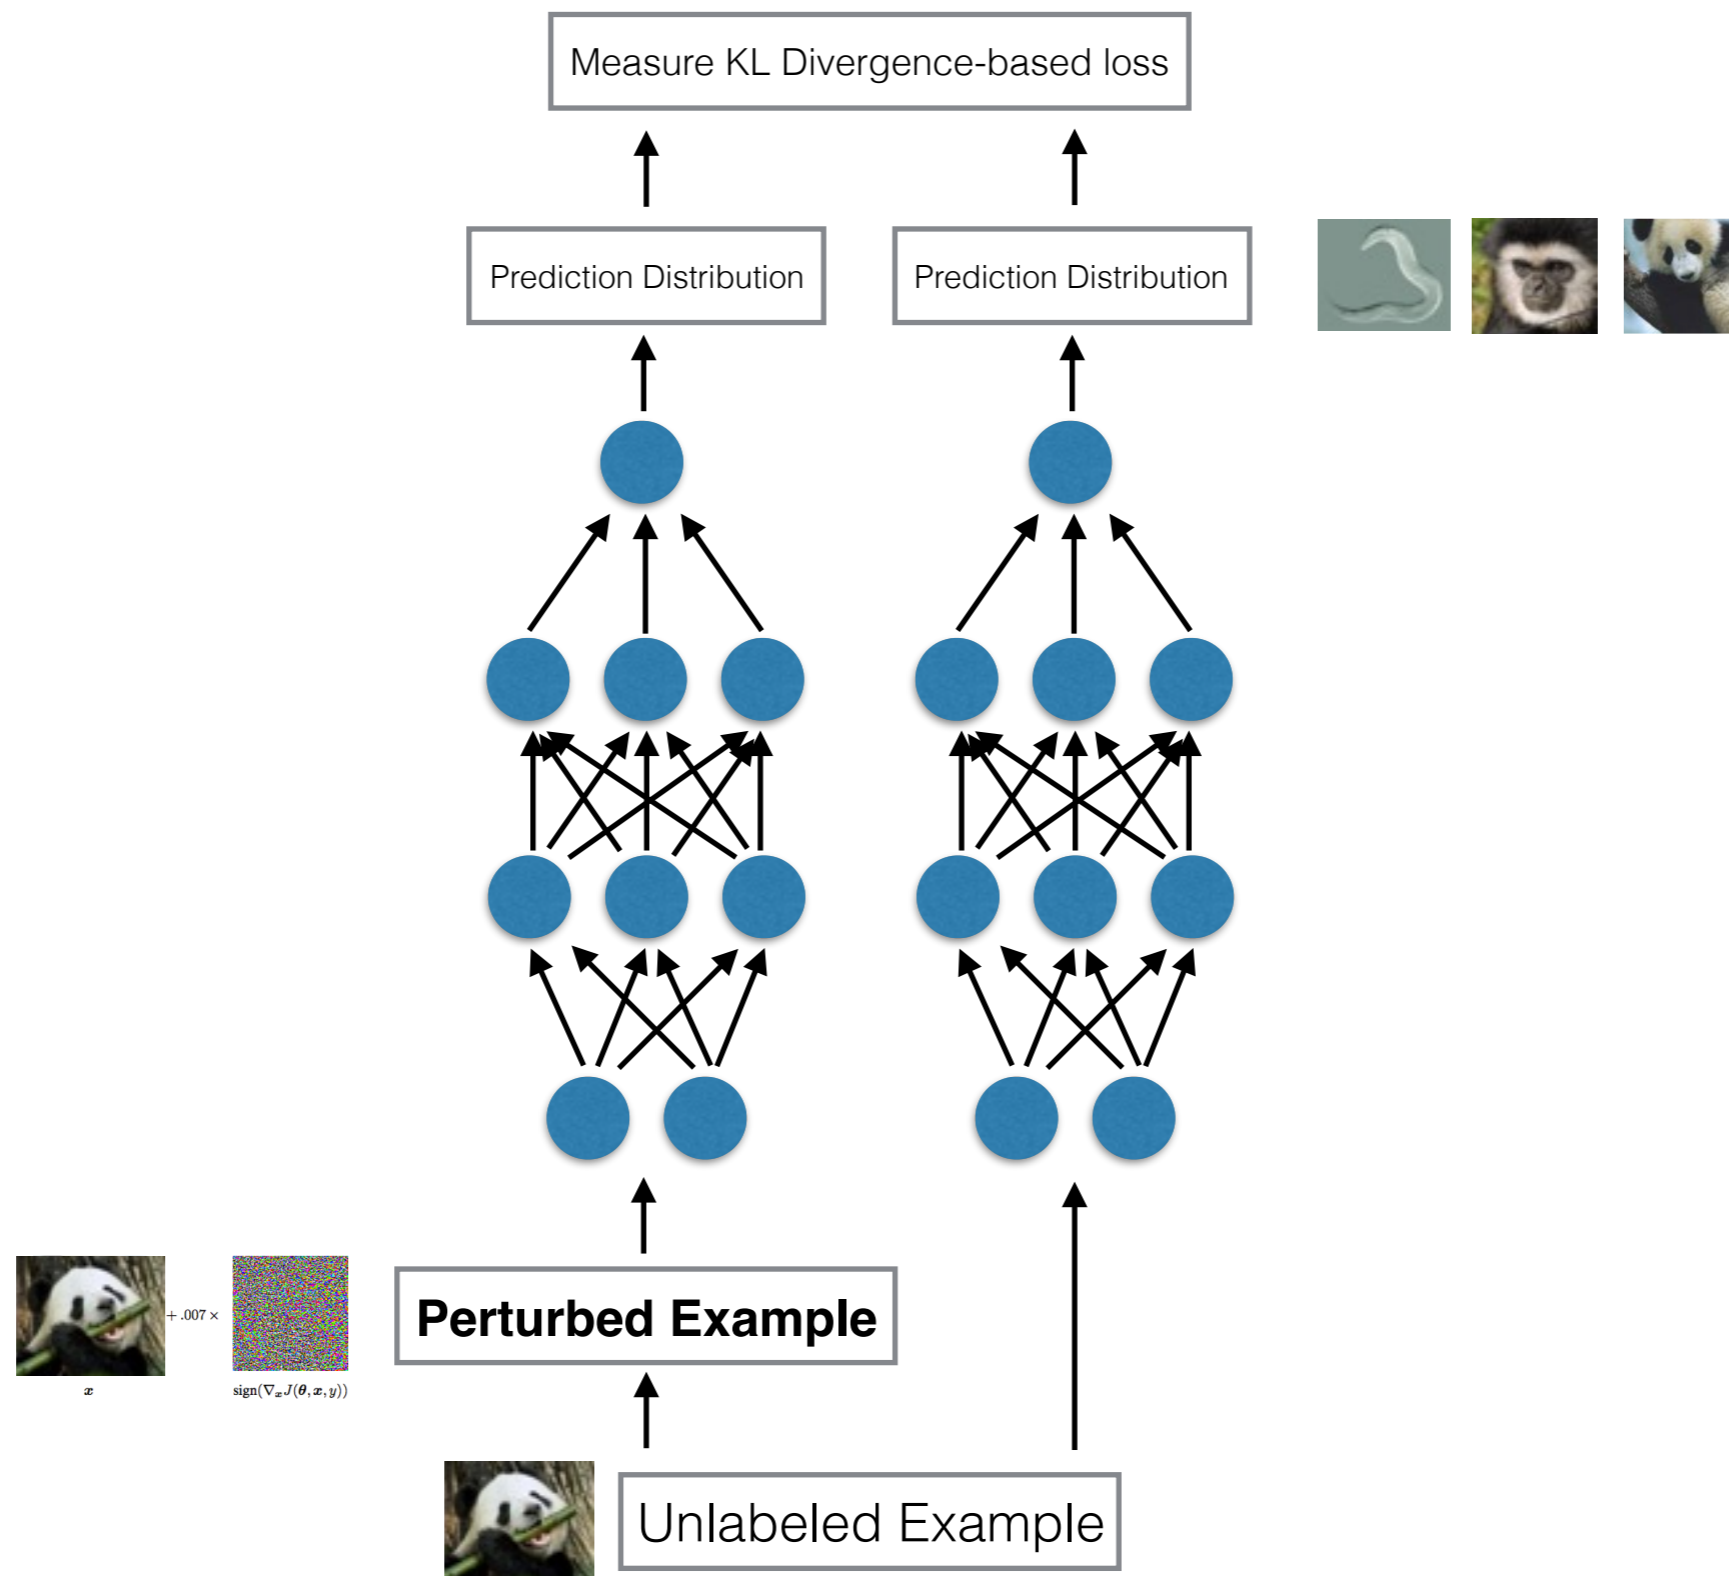 Measure KL Divergence-based loss
Prediction Distribution
Prediction Distribution
+ .007 ×
Perturbed Example
x
sign(∇ₓJ(θ, x, y))
Unlabeled Example